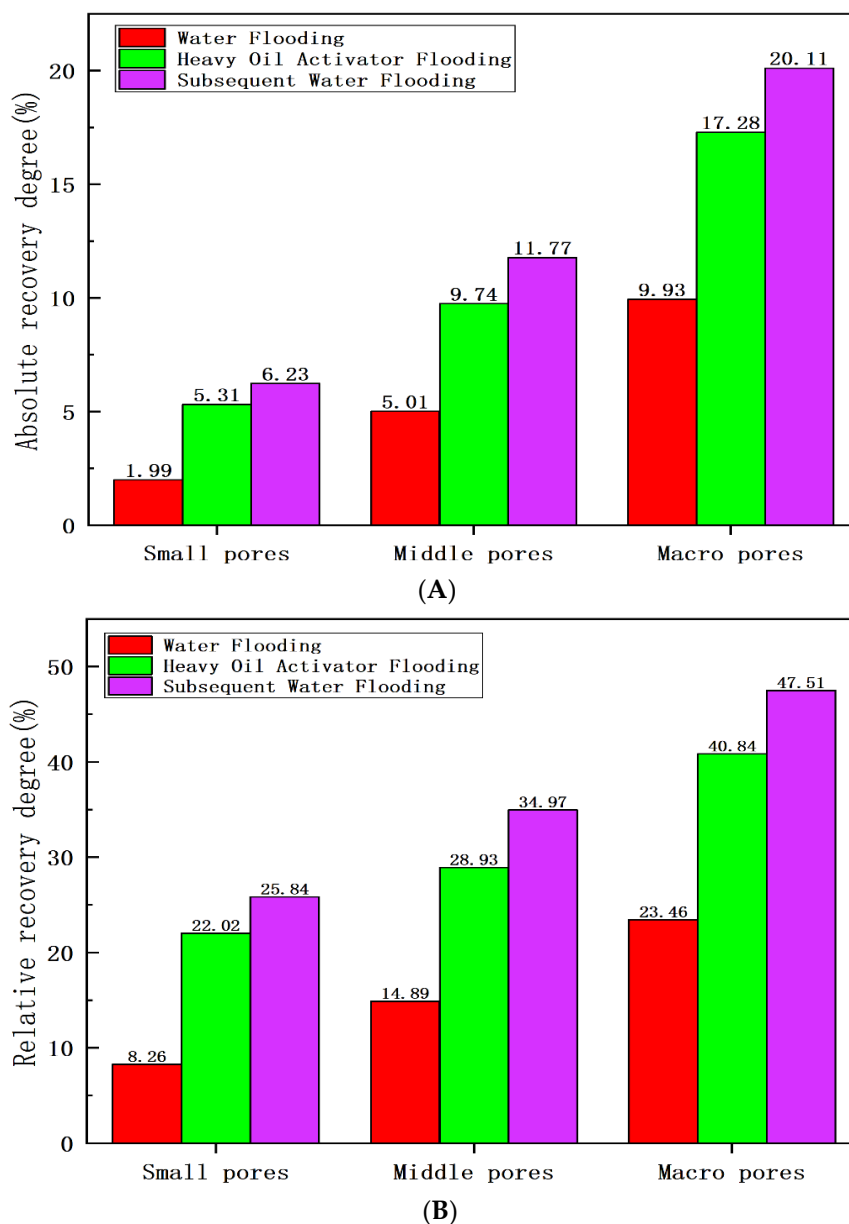 Water Flooding
Heavy Oil Activator Flooding
Subsequent Water Flooding
Absolute recovery degree(%)
20
15
10
5
0
1.99
5.31
6.23
5.01
9.74
11.77
9.93
17.28
20.11
Small pores
Middle pores
Macro pores
(A)
Water Flooding
Heavy Oil Activator Flooding
Subsequent Water Flooding
Relative recovery degree(%)
50
40
30
20
10
0
8.26
22.02
25.84
14.89
28.93
34.97
23.46
40.84
47.51
Small pores
Middle pores
Macro pores
(B)